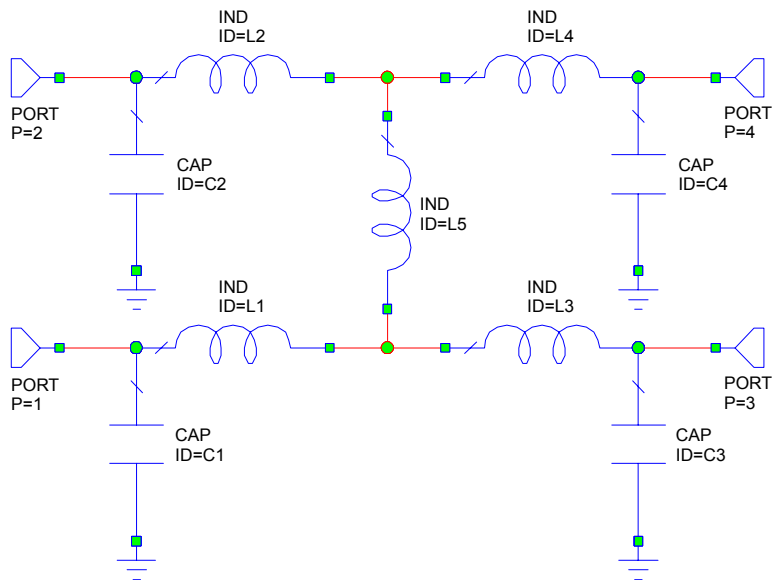 IND
ID=L2
IND
ID=L4
PORT
P=2
CAP
ID=C2
IND
ID=L5
CAP
ID=C4
PORT
P=4
IND
ID=L1
IND
ID=L3
PORT
P=1
CAP
ID=C1
CAP
ID=C3
PORT
P=3